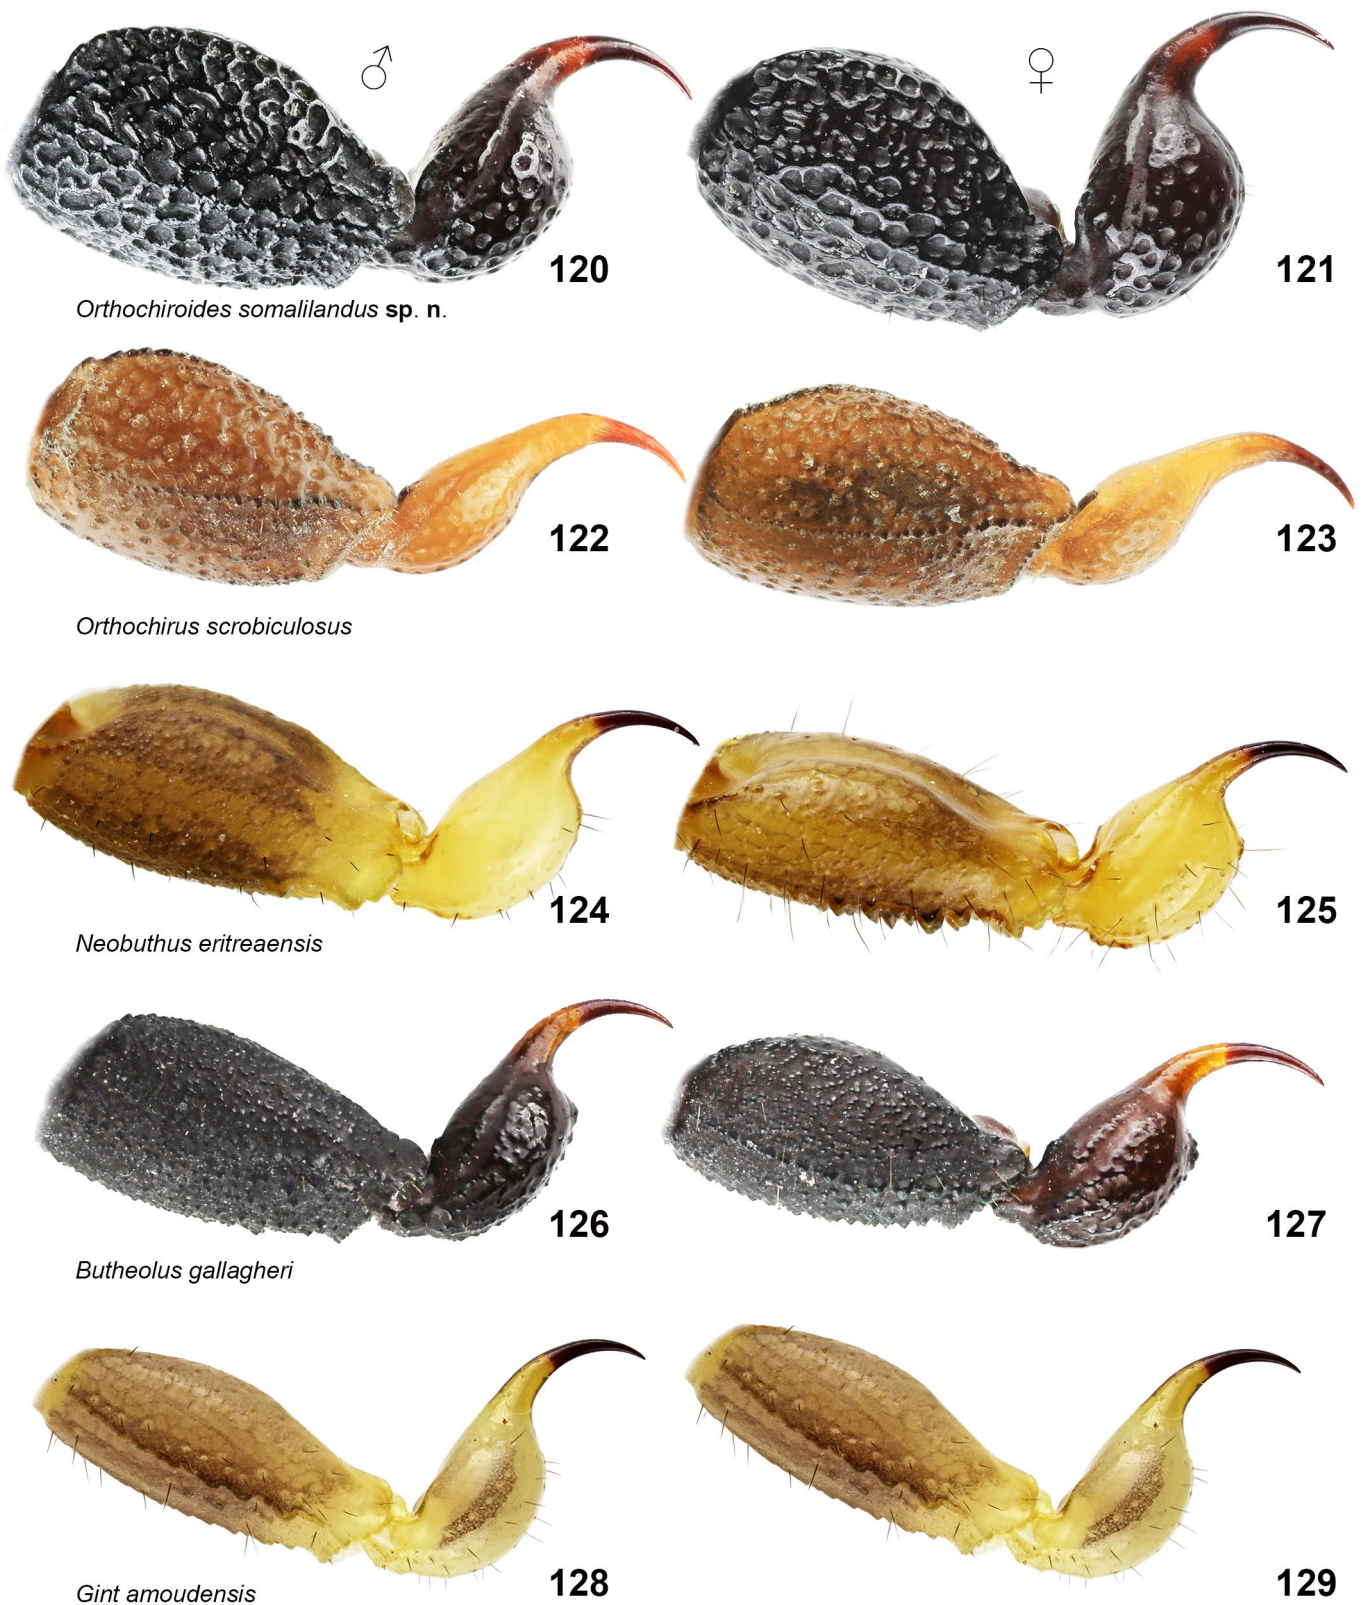 ♂ ♀
120 121
Orthochiroides somalilandus sp. n.
122 123
Orthochirus scrobiculosus
124 125
Neobuthus eritreaensis
126 127
Butheolus gallagheri
128 129
Gint amoudensis